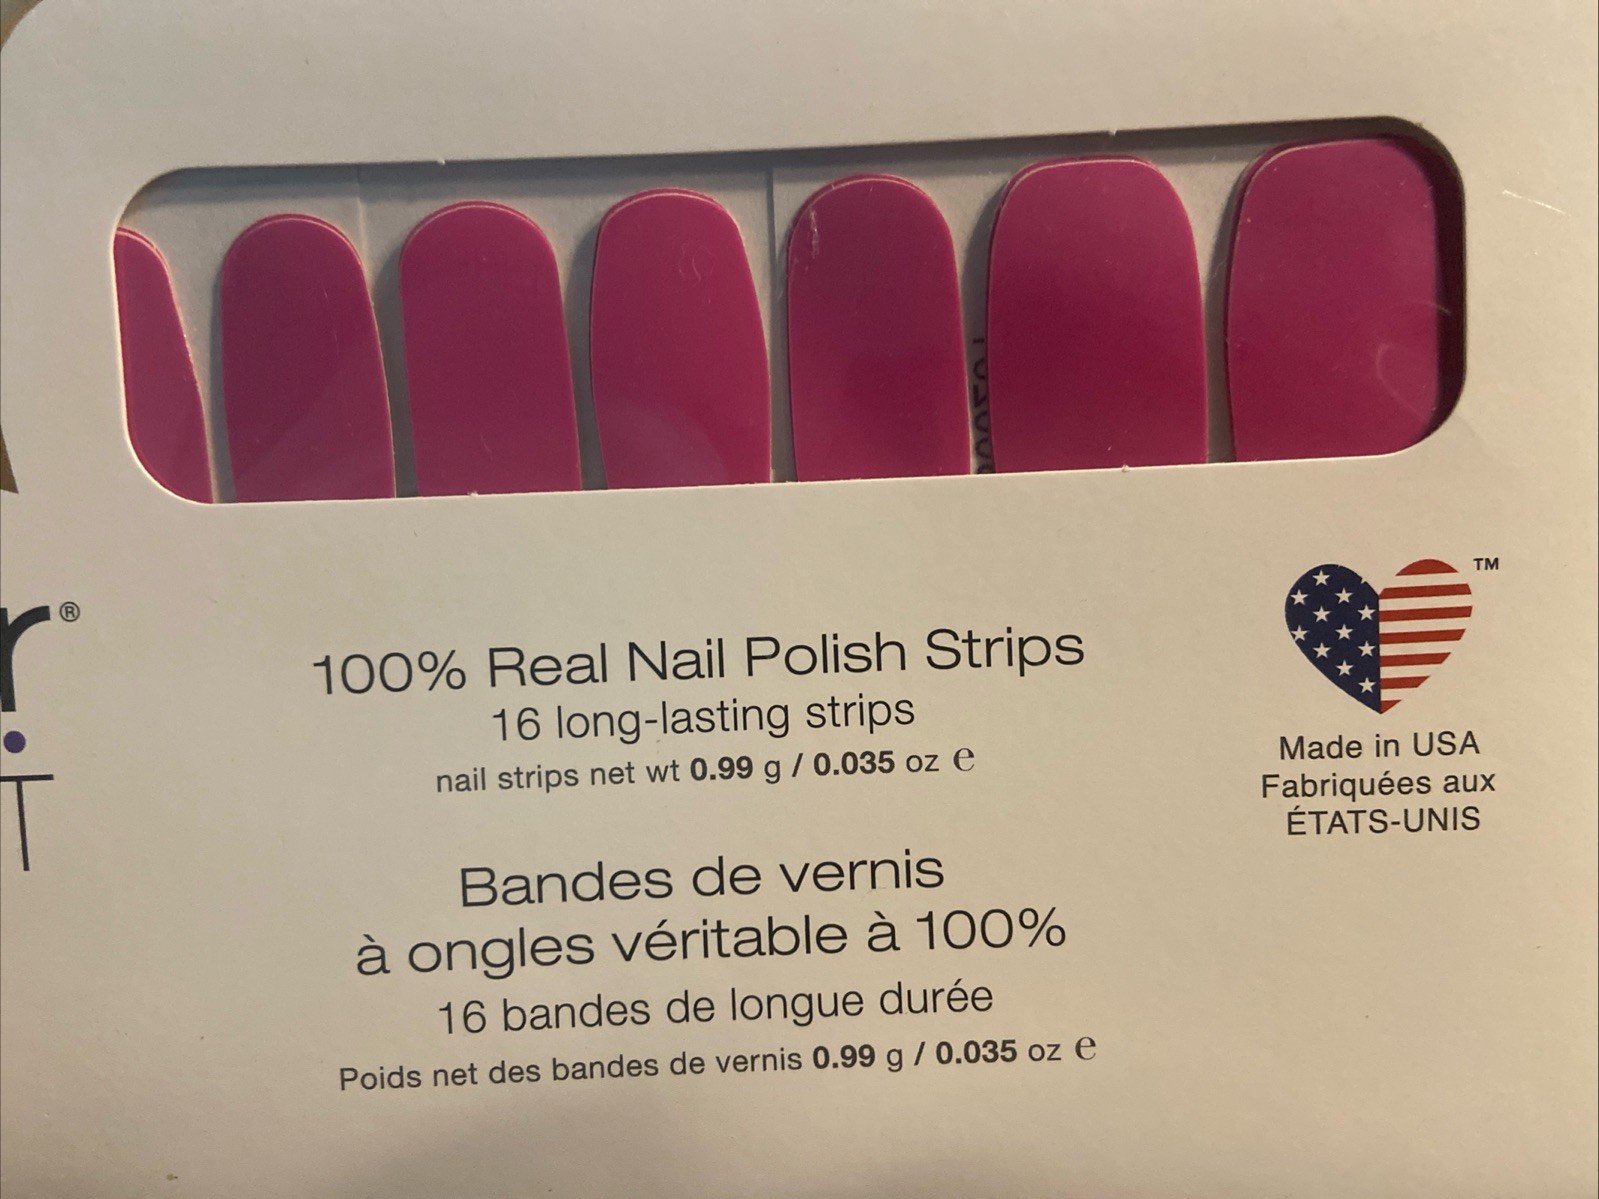 r®
T
100% Real Nail Polish Strips
16 long-lasting strips
nail strips net wt 0.99 g / 0.035 oz e
Bandes de vernis
à ongles véritable à 100%
16 bandes de longue durée
Poids net des bandes de vernis 0.99 g / 0.035 oz e
TM
Made in USA
Fabriquées aux
ÉTATS-UNIS